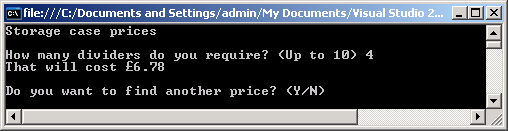 file:///C:/Documents and Settings/admin/My Documents/Visual Studio 2...
Storage case prices
How many dividers do you require? (Up to 10) 4
That will cost £6.78
Do you want to find another price? (Y/N)